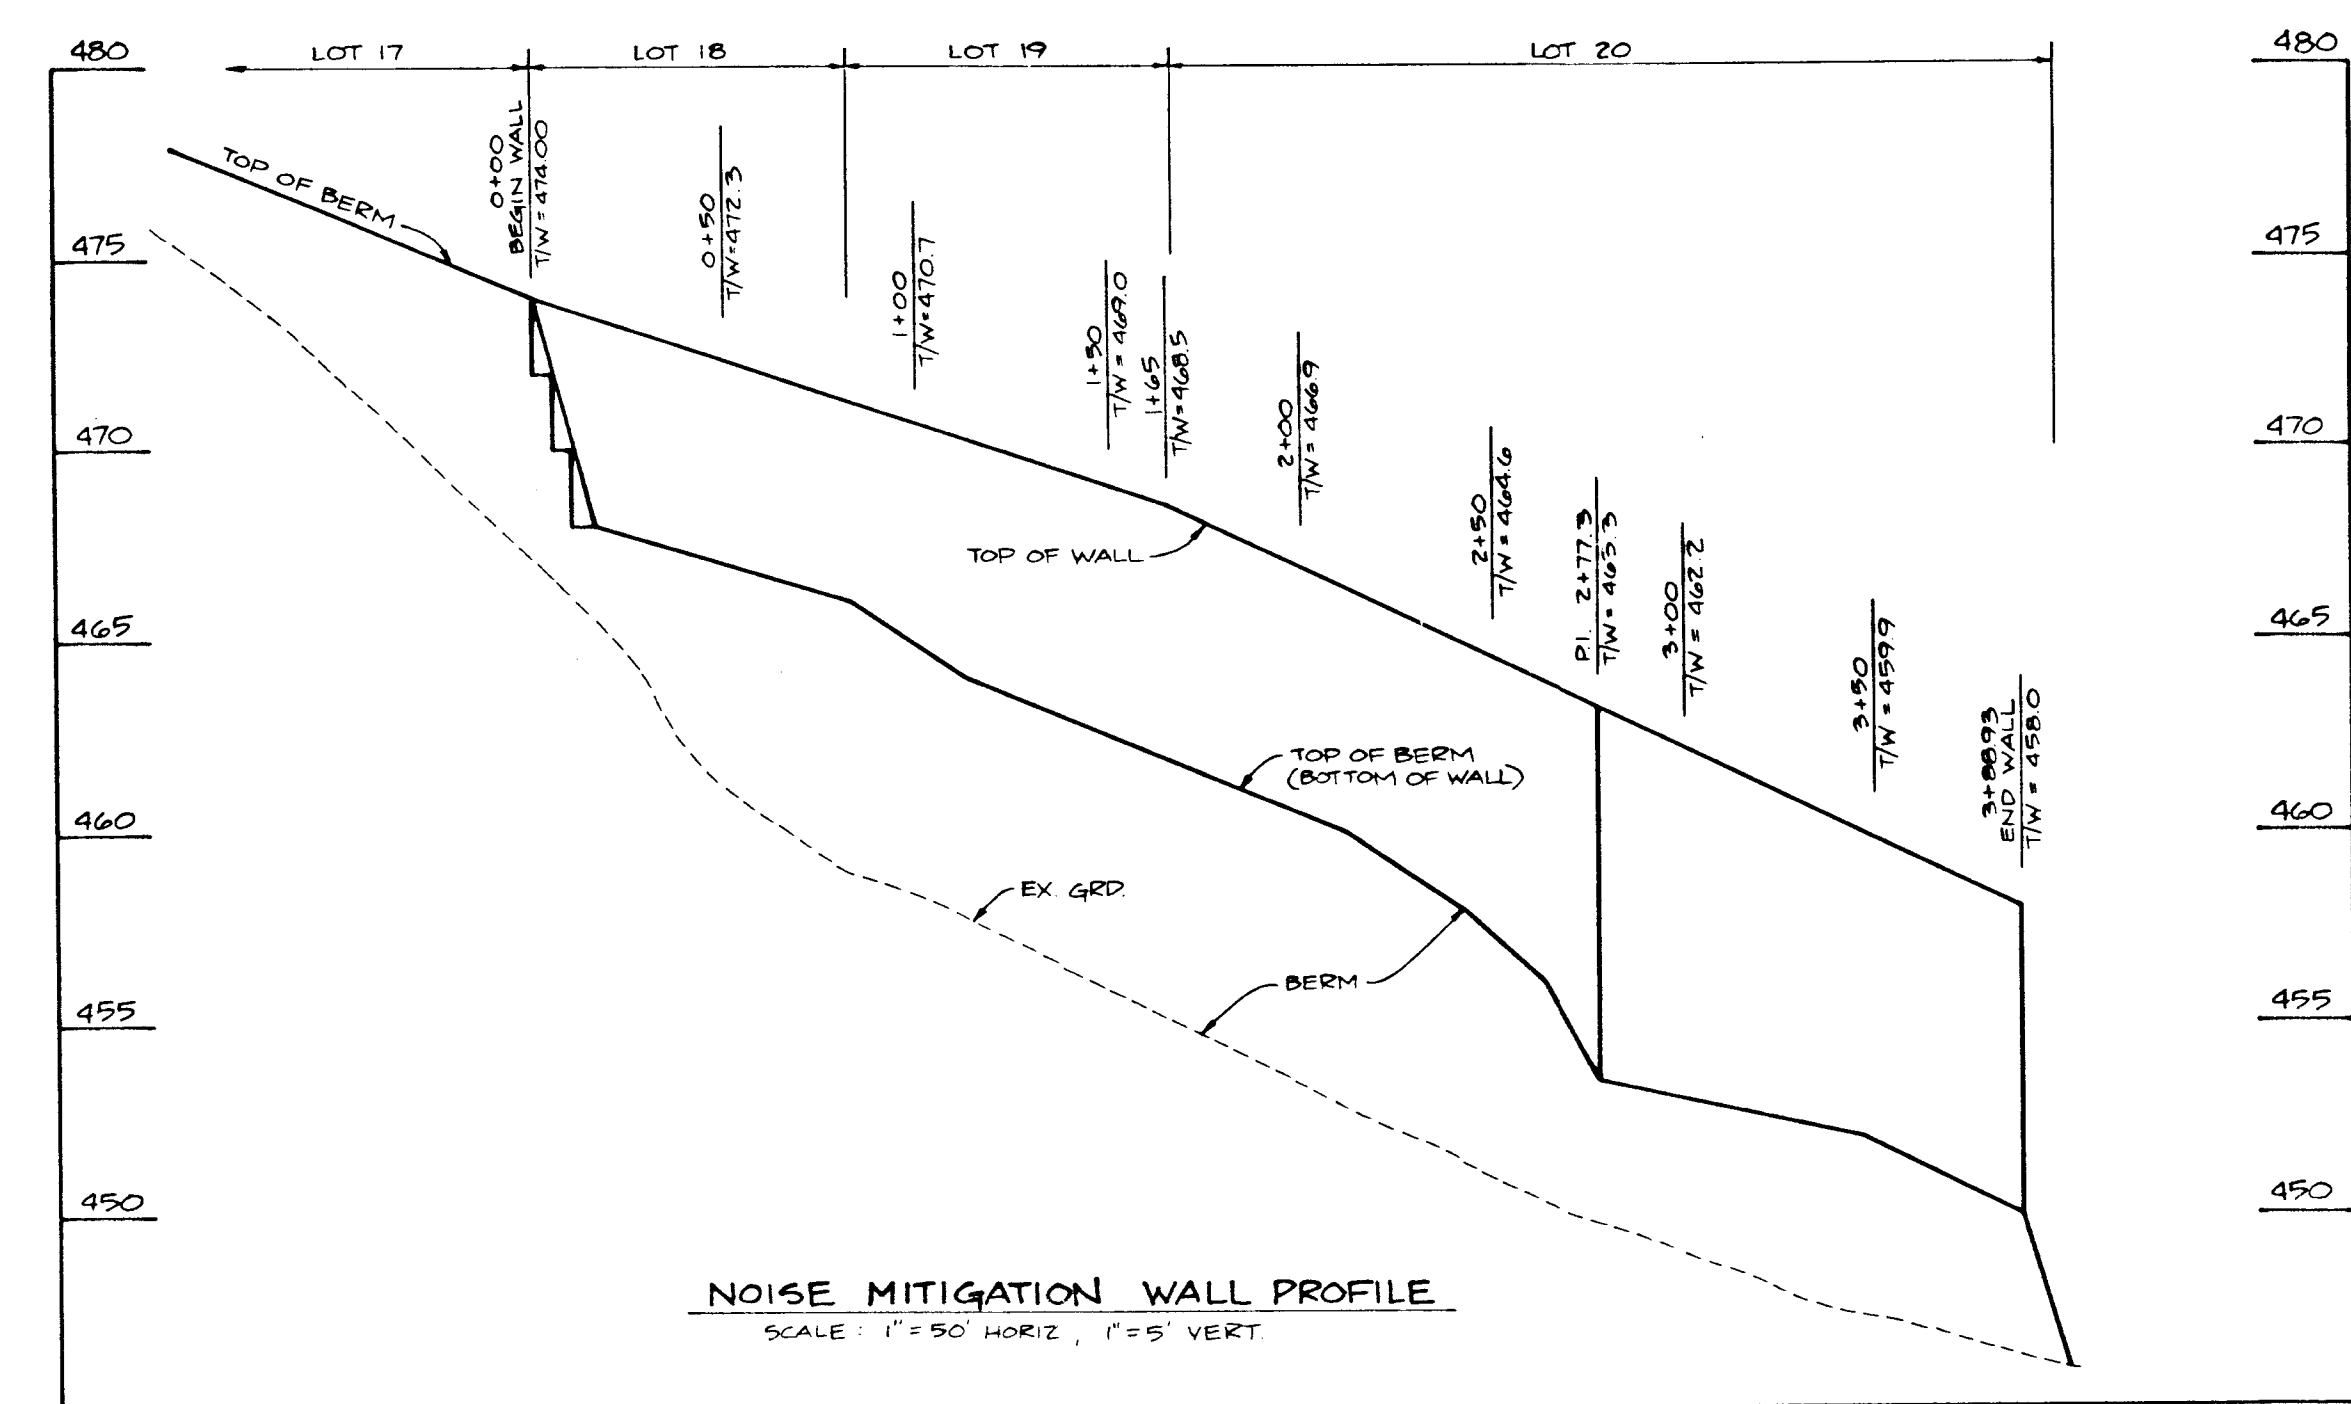 480
LOT 17
LOT 18
LOT 19
LOT 20
480
TOP OF BERM
0+00
BEGIN WALL
T/W = 474.00
0+50
T/W=472.3
1+00
T/W=470.7
1+50
T/W = 469.0
1+65
T/W=468.5
2+00
T/W = 466.9
2+50
T/W = 464.6
P.I. 2+77.3
T/W = 463.3
3+00
T/W = 462.2
3+50
T/W = 459.9
3+88.93
END WALL
T/W = 458.0
475
475
470
470
465
465
460
460
455
455
450
450
TOP OF WALL
TOP OF BERM
(BOTTOM OF WALL)
EX. GRD.
BERM
NOISE MITIGATION WALL PROFILE
SCALE : 1"=50' HORIZ , 1"=5' VERT.